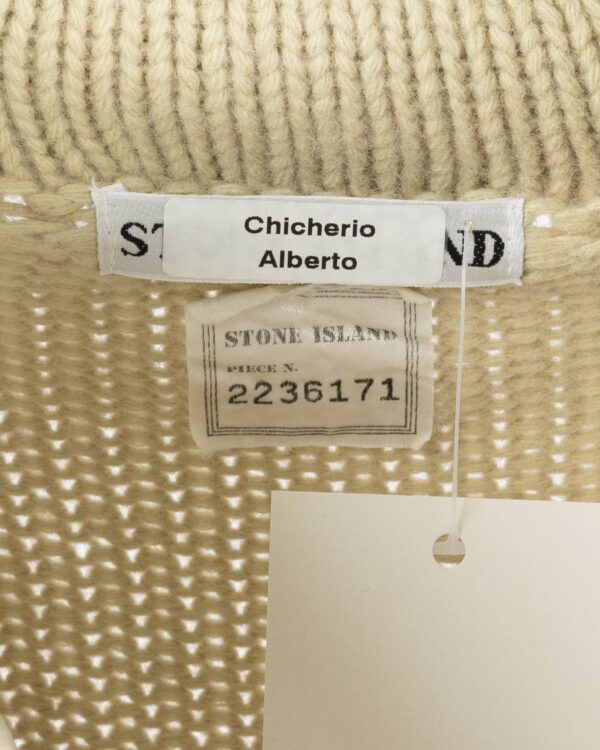 Chicherio
Alberto
STONE ISLAND
PIECE N.
2236171